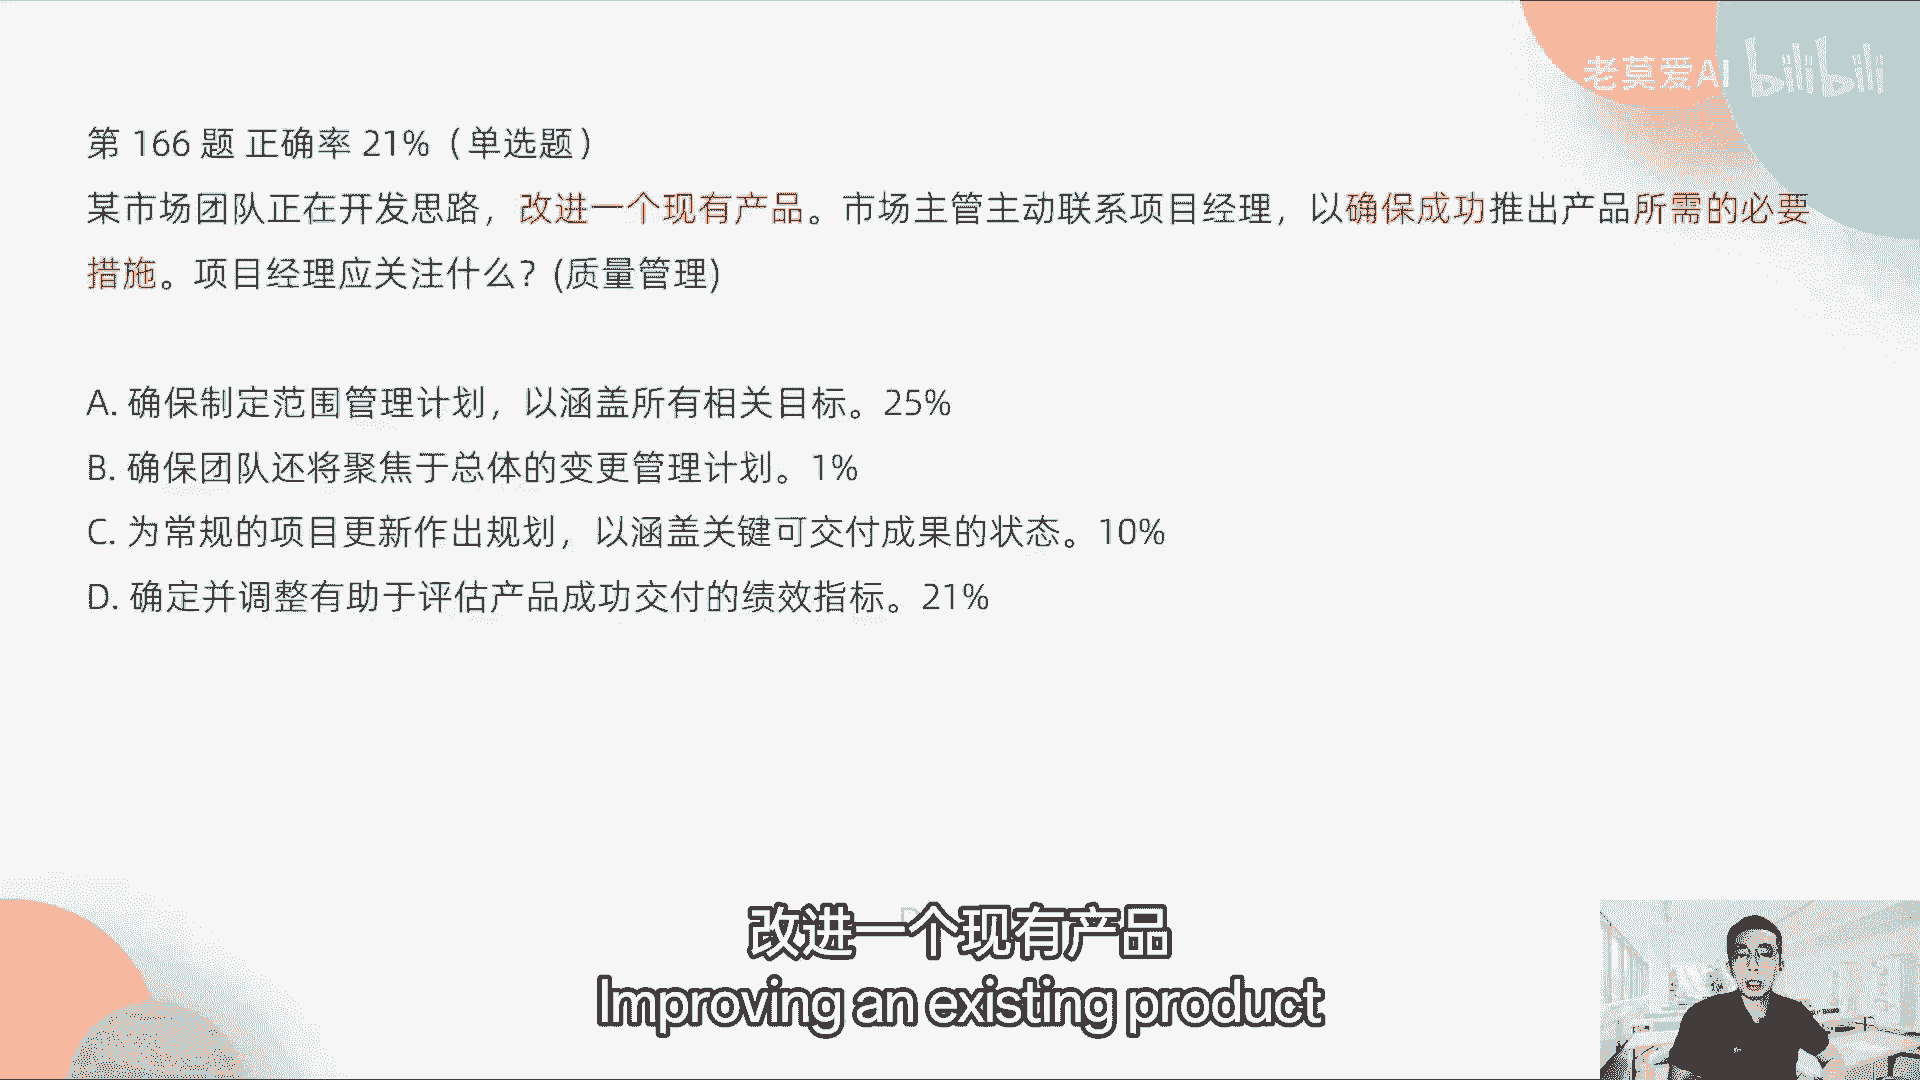 老莫爱AI bilibili
第 166 题 正确率 21%（单选题）
某市场团队正在开发思路，改进一个现有产品。市场主管主动联系项目经理，以确保成功推出产品所需的必要
措施。项目经理应关注什么？(质量管理)
A. 确保制定范围管理计划，以涵盖所有相关目标。25%
B. 确保团队还将聚焦于总体的变更管理计划。1%
C. 为常规的项目更新作出规划，以涵盖关键可交付成果的状态。10%
D. 确定并调整有助于评估产品成功交付的绩效指标。21%
改进一个现有产品
Improving an existing product